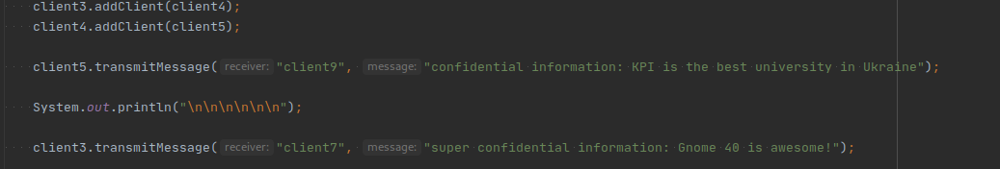 client3.addClient(client4);
client4.addClient(client5);
client5.transmitMessage( receiver: "client9", message: "confidential information: KPI is the best university in Ukraine");
System.out.println("\n\n\n\n\n\n");
client3.transmitMessage( receiver: "client7", message: "super confidential information: Gnome 40 is awesome!");